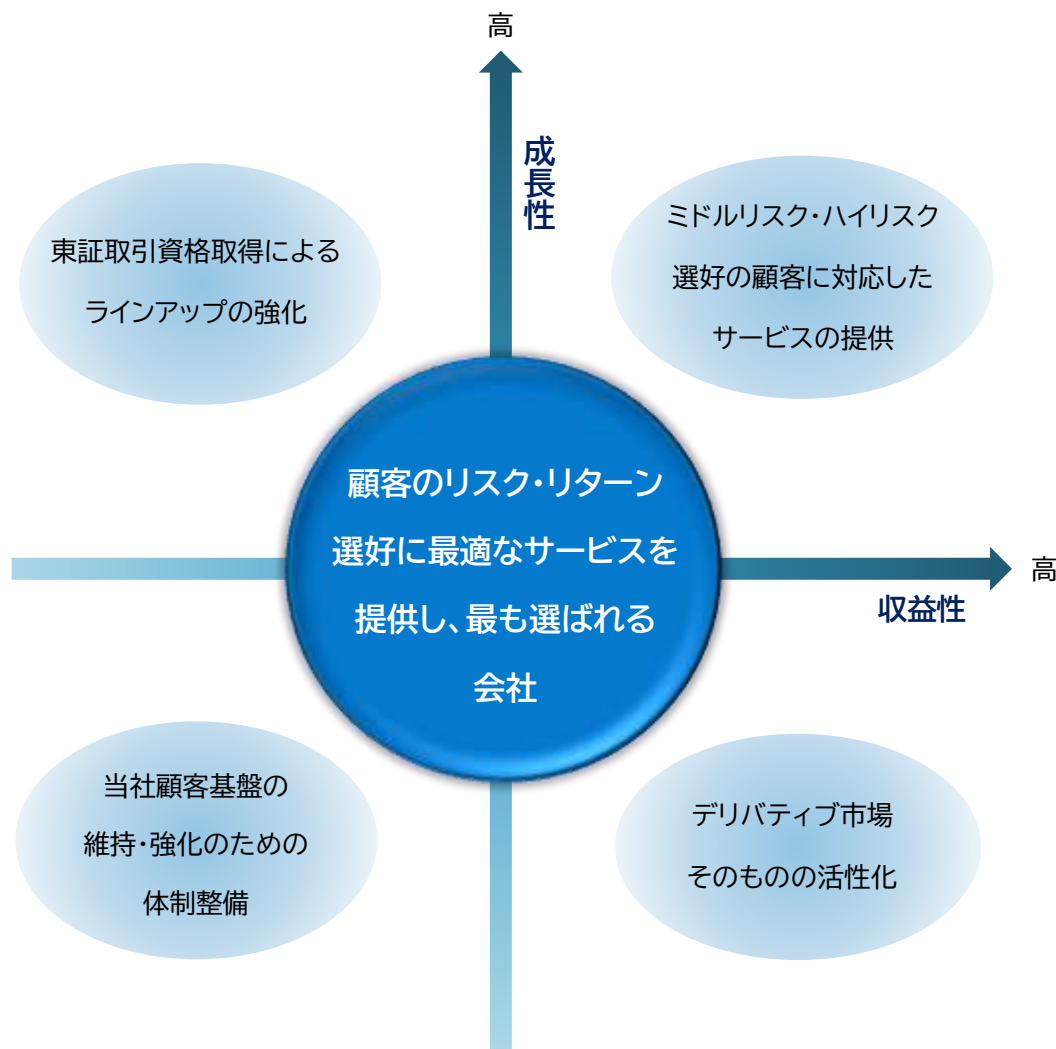 高
成長性
東証取引資格取得による
ラインアップの強化
ミドルリスク・ハイリスク
選好の顧客に対応した
サービスの提供
顧客のリスク・リターン
選好に最適なサービスを
提供し、最も選ばれる
会社
高
収益性
当社顧客基盤の
維持・強化のための
体制整備
デリバティブ市場
そのものの活性化